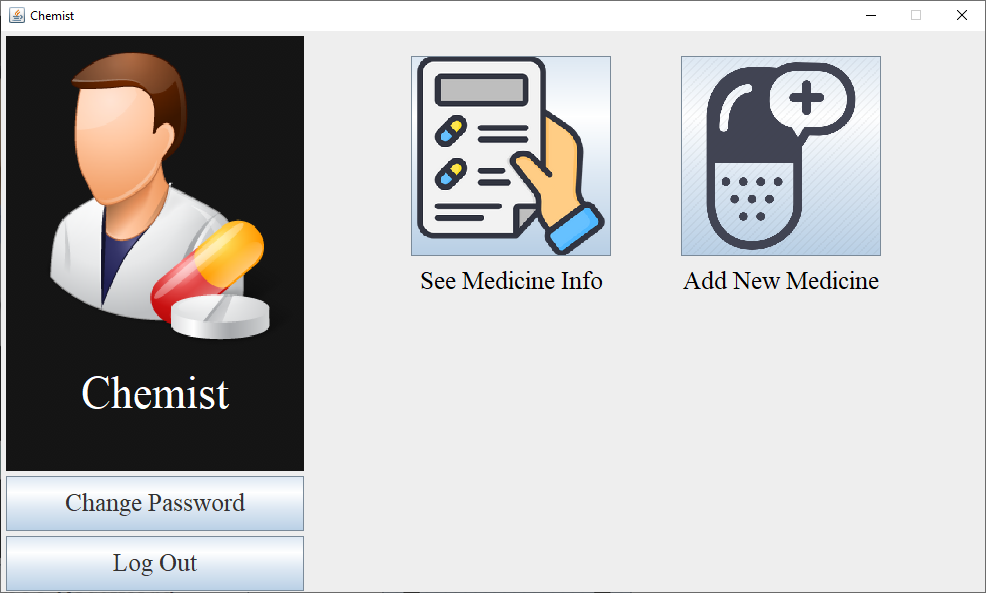 Chemist
Chemist
Change Password
Log Out
See Medicine Info
Add New Medicine